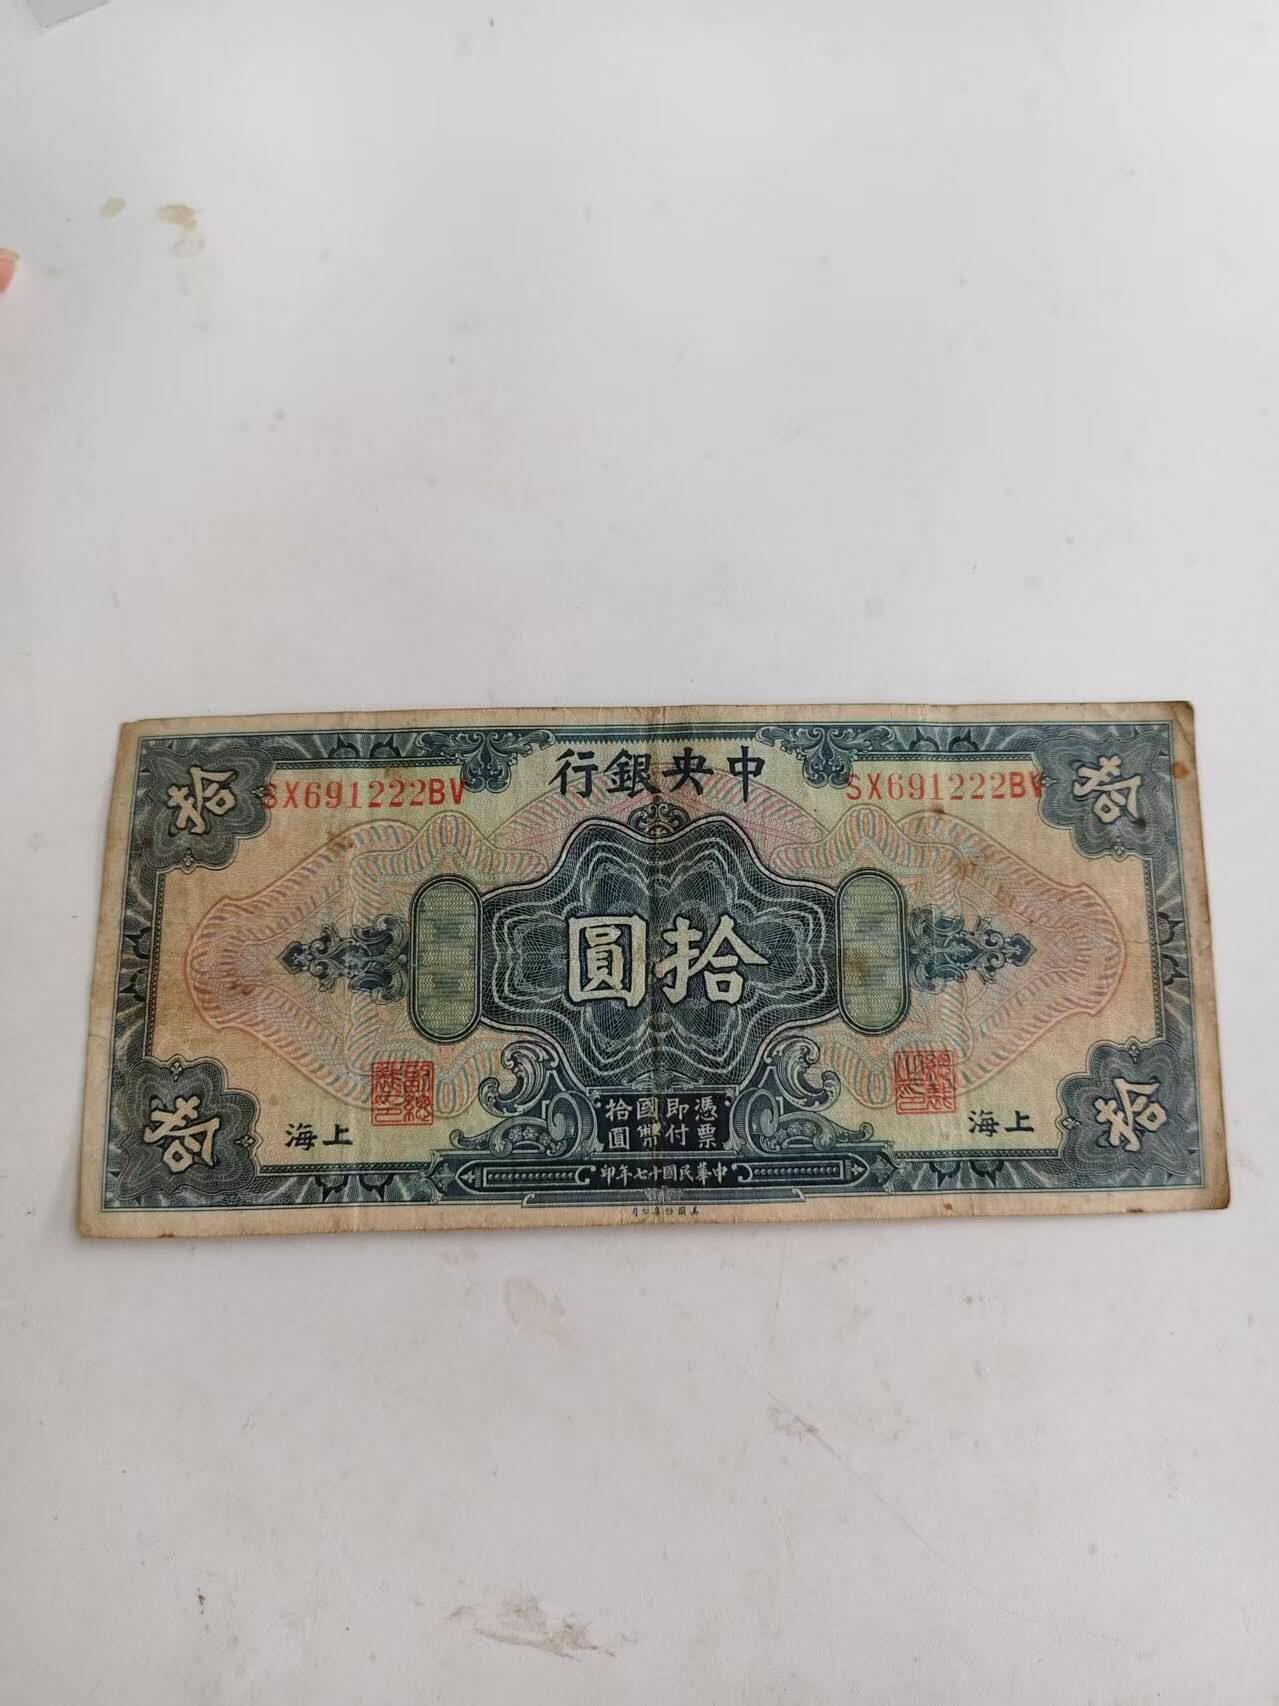 中央銀行
拾
SX691222BV
SX691222BV
拾
拾圓
憑票
即付
國幣
拾圓
上海
上海
拾
拾
中華民國十七年印